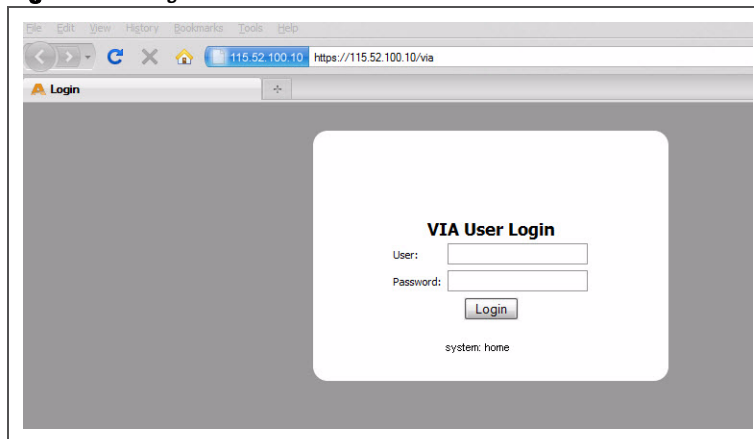 File Edit View History Bookmarks Tools Help
115.52.100.10 https://115.52.100.10/via
Login
VIA User Login
User:
Password:
Login
system: home